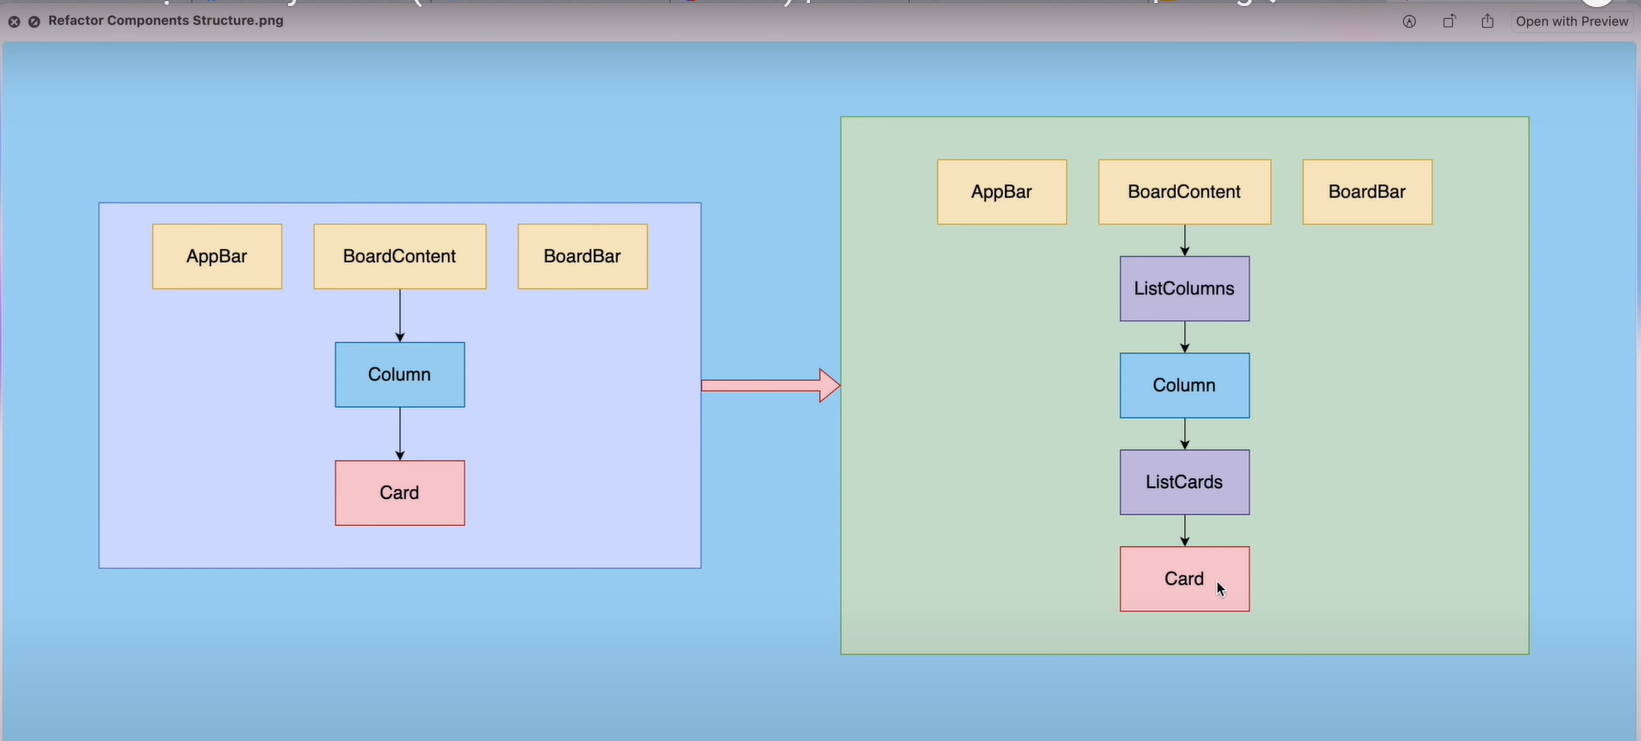 Refactor Components Structure.png
Open with Preview
AppBar
BoardContent
BoardBar
Column
Card
AppBar
BoardContent
BoardBar
ListColumns
Column
ListCards
Card